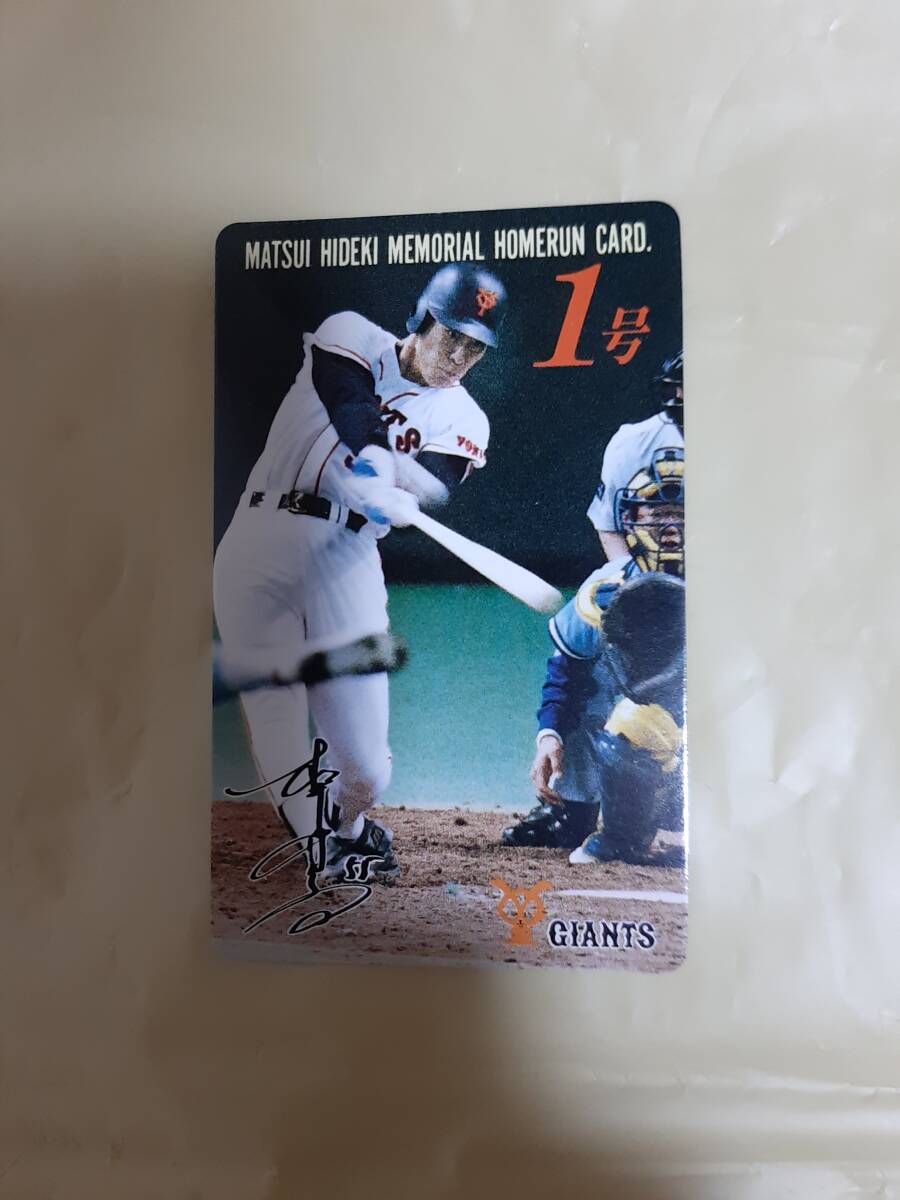 MATSUI HIDEKI MEMORIAL HOMERUN CARD.
1号
GIANTS